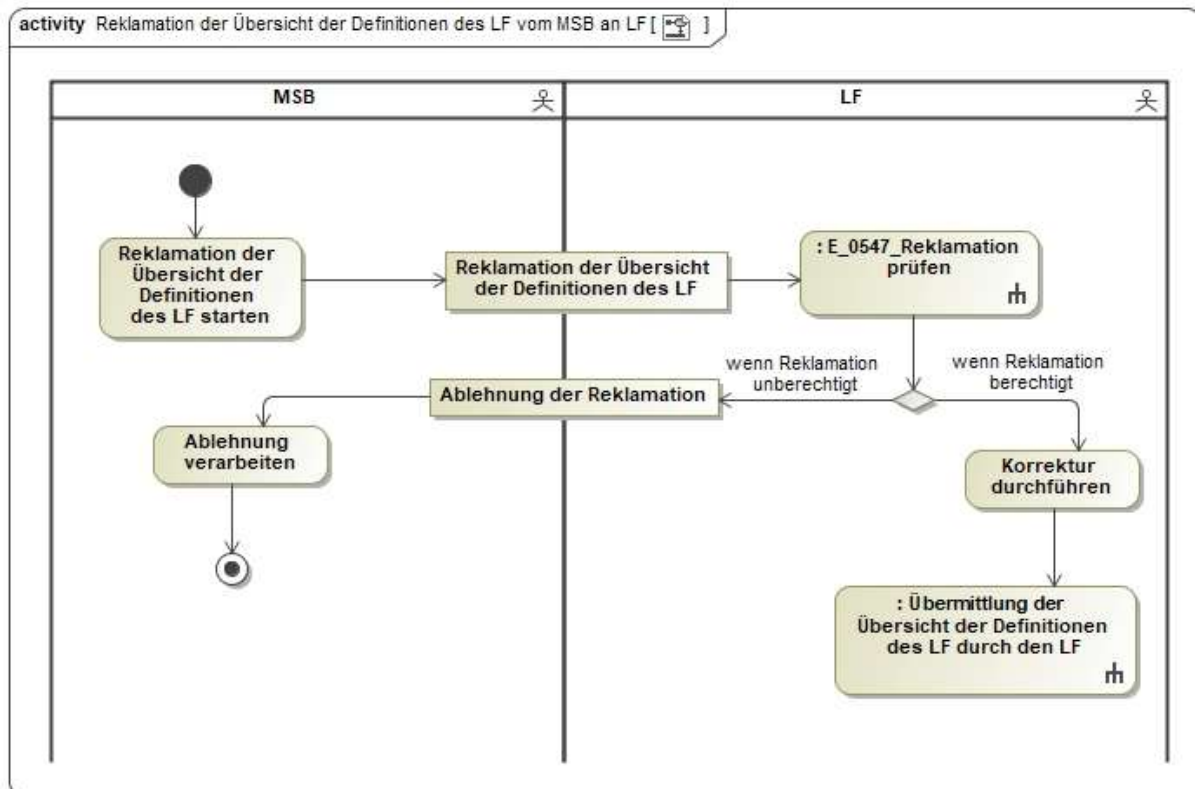 activity Reklamation der Übersicht der Definitionen des LF vom MSB an LF [ ]
MSB
LF
Reklamation der
Übersicht der
Definitionen
des LF starten
Reklamation der Übersicht
der Definitionen des LF
: E_0547_Reklamation
prüfen
wenn Reklamation
unberechtigt
wenn Reklamation
berechtigt
Ablehnung der Reklamation
Ablehnung
verarbeiten
Korrektur
durchführen
: Übermittlung der
Übersicht der Definitionen
des LF durch den LF